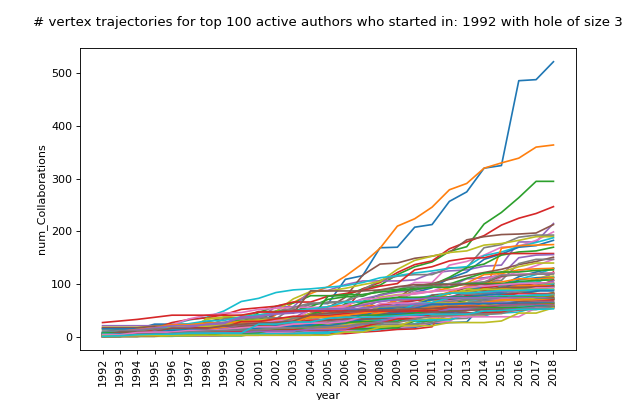 # vertex trajectories for top 100 active authors who started in: 1992 with hole of size 3
500
400
300
200
100
0
num_Collaborations
1992 1993 1994 1995 1996 1997 1998 1999 2000 2001 2002 2003 2004 2005 2006 2007 2008 2009 2010 2011 2012 2013 2014 2015 2016 2017 2018
year